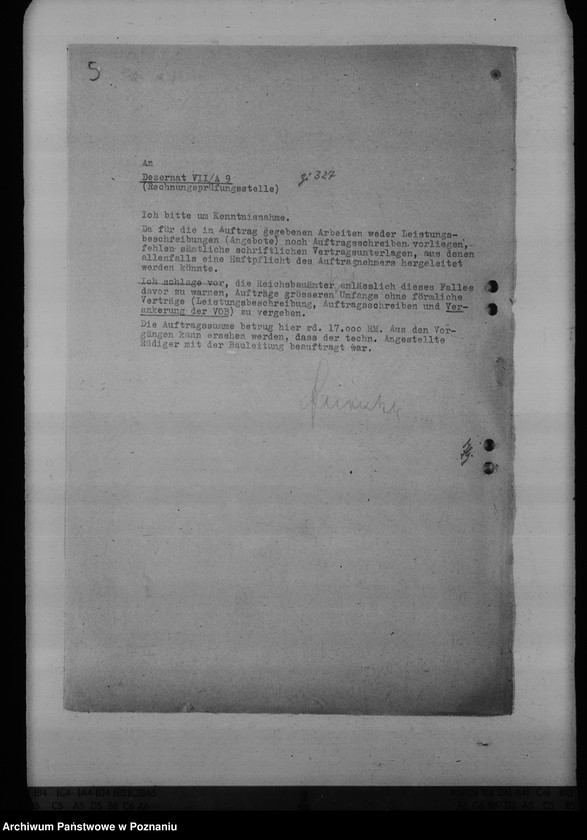 5
An
Dezernat VII/A 9
(Rechnungsprüfungsstelle)
327
Ich bitte um Kenntnisnahme.
Da für die in Auftrag gegebenen Arbeiten weder Leistungs-
beschreibungen (Angebote) noch Auftragsschreiben vorliegen,
fehlen sämtliche schriftlichen Vertragsunterlagen, aus denen
allenfalls eine Haftpflicht des Auftragnehmers hergeleitet
werden könnte.
Ich schlage vor, die Reichsbauämter anlässlich dieses Falles
davor zu warnen, Aufträge grösseren Umfangs ohne förmliche
Verträge (Leistungsbeschreibung, Auftragsschreiben und Ver-
ankerung der VOB) zu vergeben.
Die Auftragssumme betrug hier rd. 17.000 RM. Aus den Vor-
gängen kann ersehen werden, dass der techn. Angestellte
Rüdiger mit der Bauleitung beauftragt war.
Archiwum Państwowe w Poznaniu